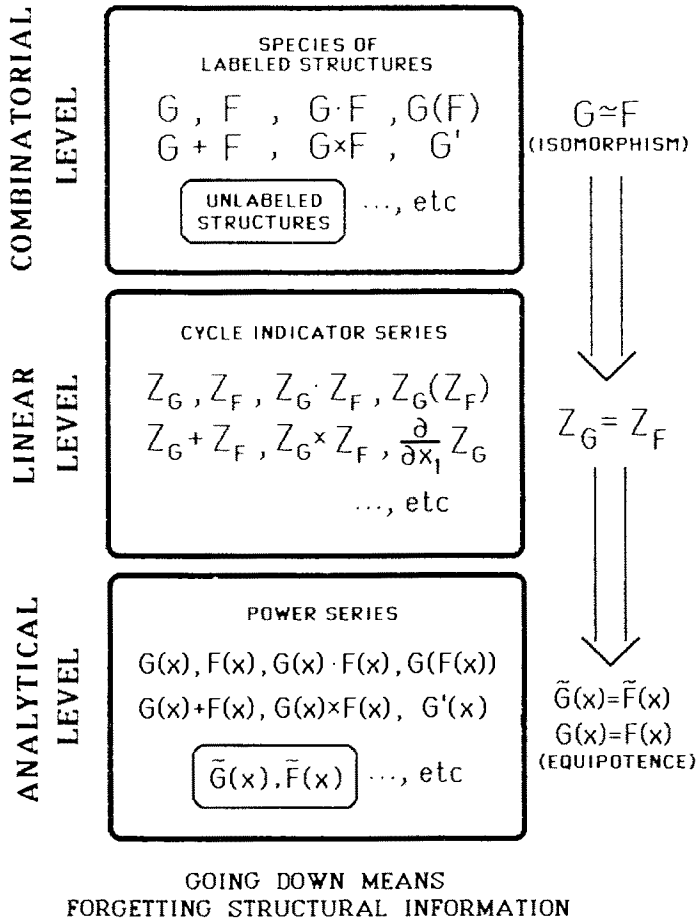 COMBINATORIAL
LEVEL
SPECIES OF
LABELED STRUCTURES
G , F , G·F , G(F)
G + F , G×F , G'
UNLABELED
STRUCTURES
..., etc
G≃F
(ISOMORPHISM)
LINEAR
LEVEL
CYCLE INDICATOR SERIES
Z_G , Z_F , Z_G · Z_F , Z_G(Z_F)
Z_G + Z_F , Z_G × Z_F , ∂/∂x₁ Z_G
..., etc
Z_G = Z_F
ANALYTICAL
LEVEL
POWER SERIES
G(x), F(x), G(x)·F(x), G(F(x))
G(x)+F(x), G(x)×F(x), G'(x)
G̃(x), F̃(x)
..., etc
G̃(x)=F̃(x)
G(x)=F(x)
(EQUIPOTENCE)
GOING DOWN MEANS
FORGETTING STRUCTURAL INFORMATION